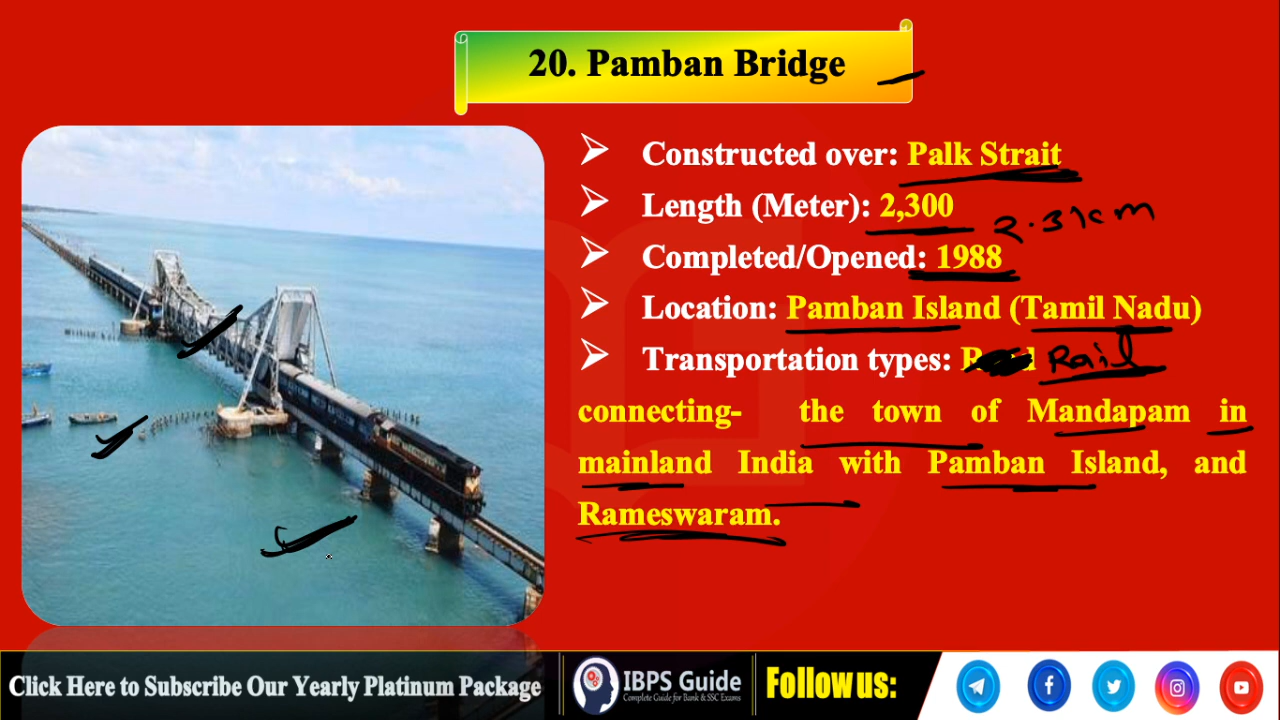 20. Pamban Bridge
Constructed over: Palk Strait
Length (Meter): 2,300
2.3km
Completed/Opened: 1988
Location: Pamban Island (Tamil Nadu)
Transportation types: Rail
connecting- the town of Mandapam in
mainland India with Pamban Island, and
Rameswaram.
Click Here to Subscribe Our Yearly Platinum Package
IBPS Guide
Complete Guide for Bank & SSC Exams
Follow us: